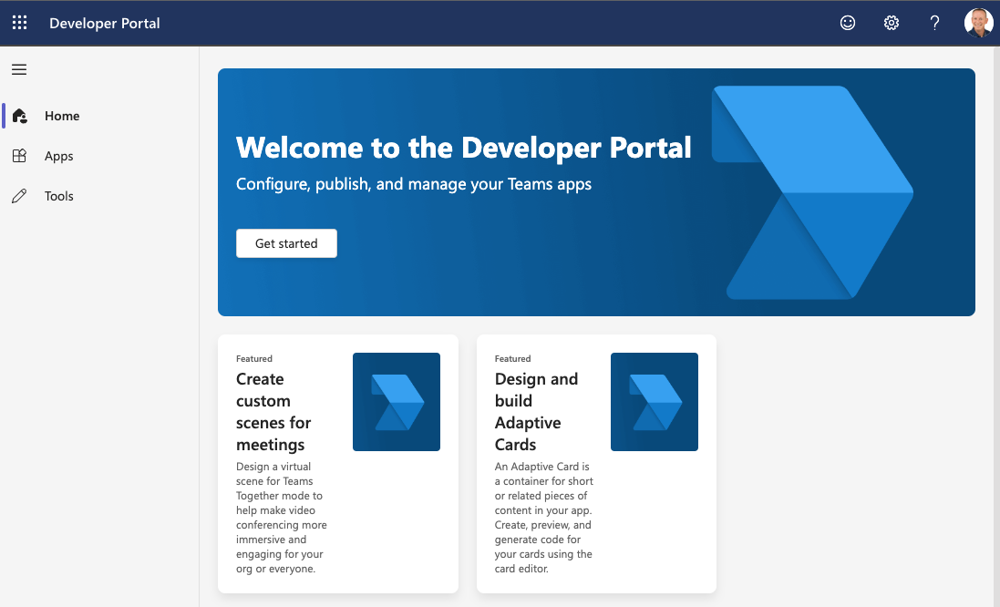 Developer Portal
?
Home
Apps
Tools
Welcome to the Developer Portal
Configure, publish, and manage your Teams apps
Get started
Featured
Create
custom
scenes for
meetings
Design a virtual
scene for Teams
Together mode to
help make video
conferencing more
immersive and
engaging for your
org or everyone.
Featured
Design and
build
Adaptive
Cards
An Adaptive Card is
a container for short
or related pieces of
content in your app.
Create, preview, and
generate code for
your cards using the
card editor.